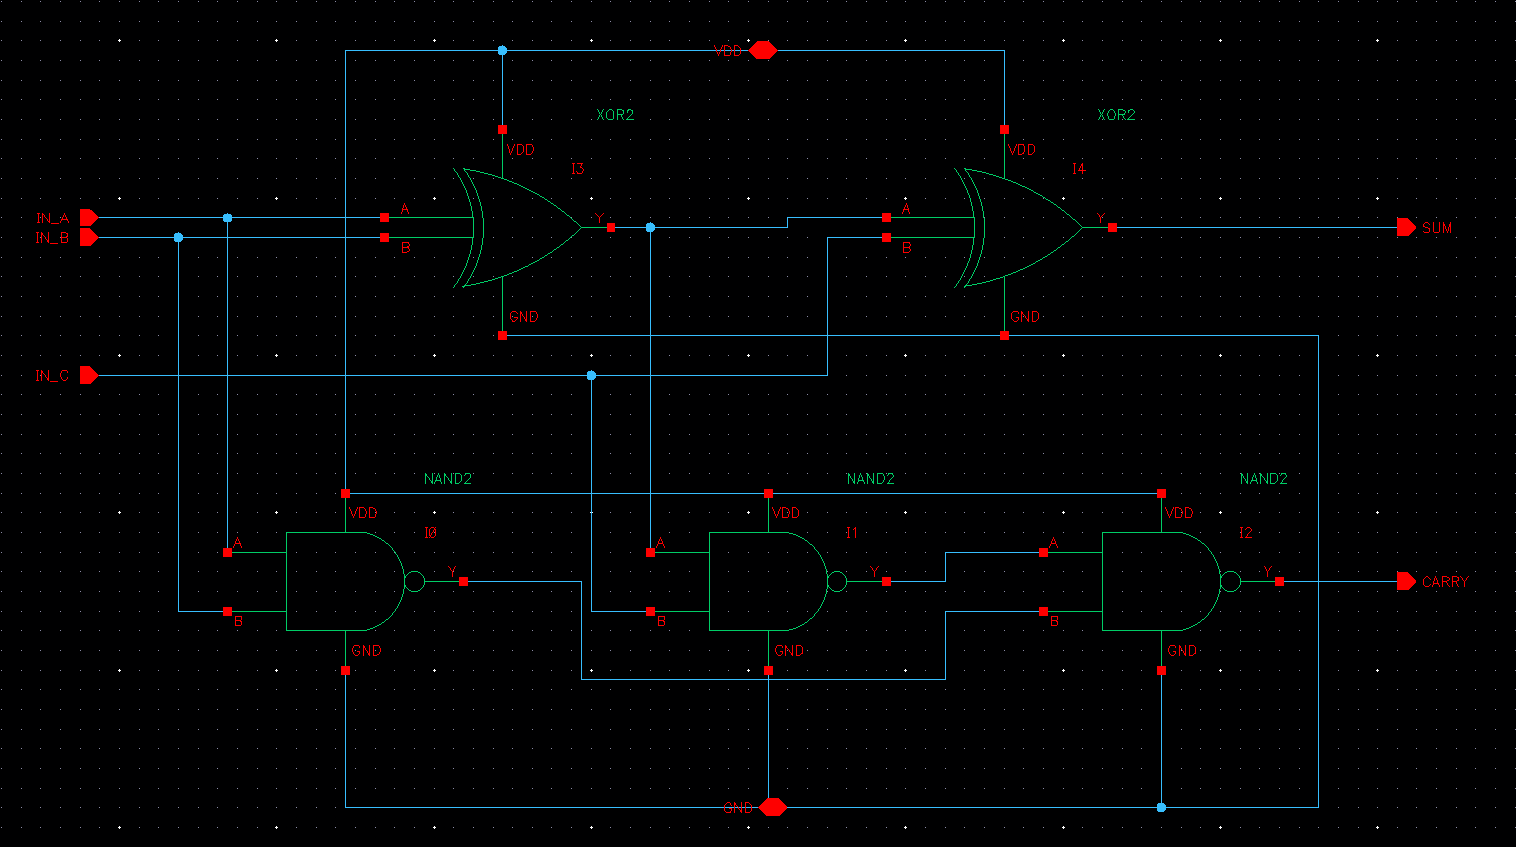 VDD
XOR2
XOR2
VDD
VDD
I3
I4
A
Y
A
Y
IN_A
IN_B
B
B
SUM
GND
GND
IN_C
NAND2
NAND2
NAND2
VDD
VDD
VDD
I0
I1
I2
A
Y
A
Y
A
Y
CARRY
B
B
B
GND
GND
GND
GND